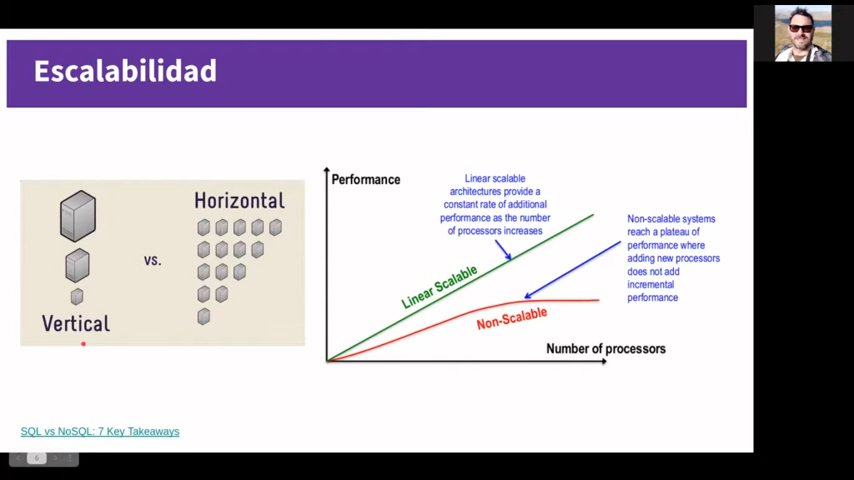 Escalabilidad
Horizontal
vs.
Vertical
Performance
Linear scalable
architectures provide a
constant rate of additional
performance as the number
of processors increases
Non-scalable systems
reach a plateau of
performance where
adding new processors
does not add
incremental
performance
Linear Scalable
Non-Scalable
Number of processors
SQL vs NoSQL: 7 Key Takeaways
6